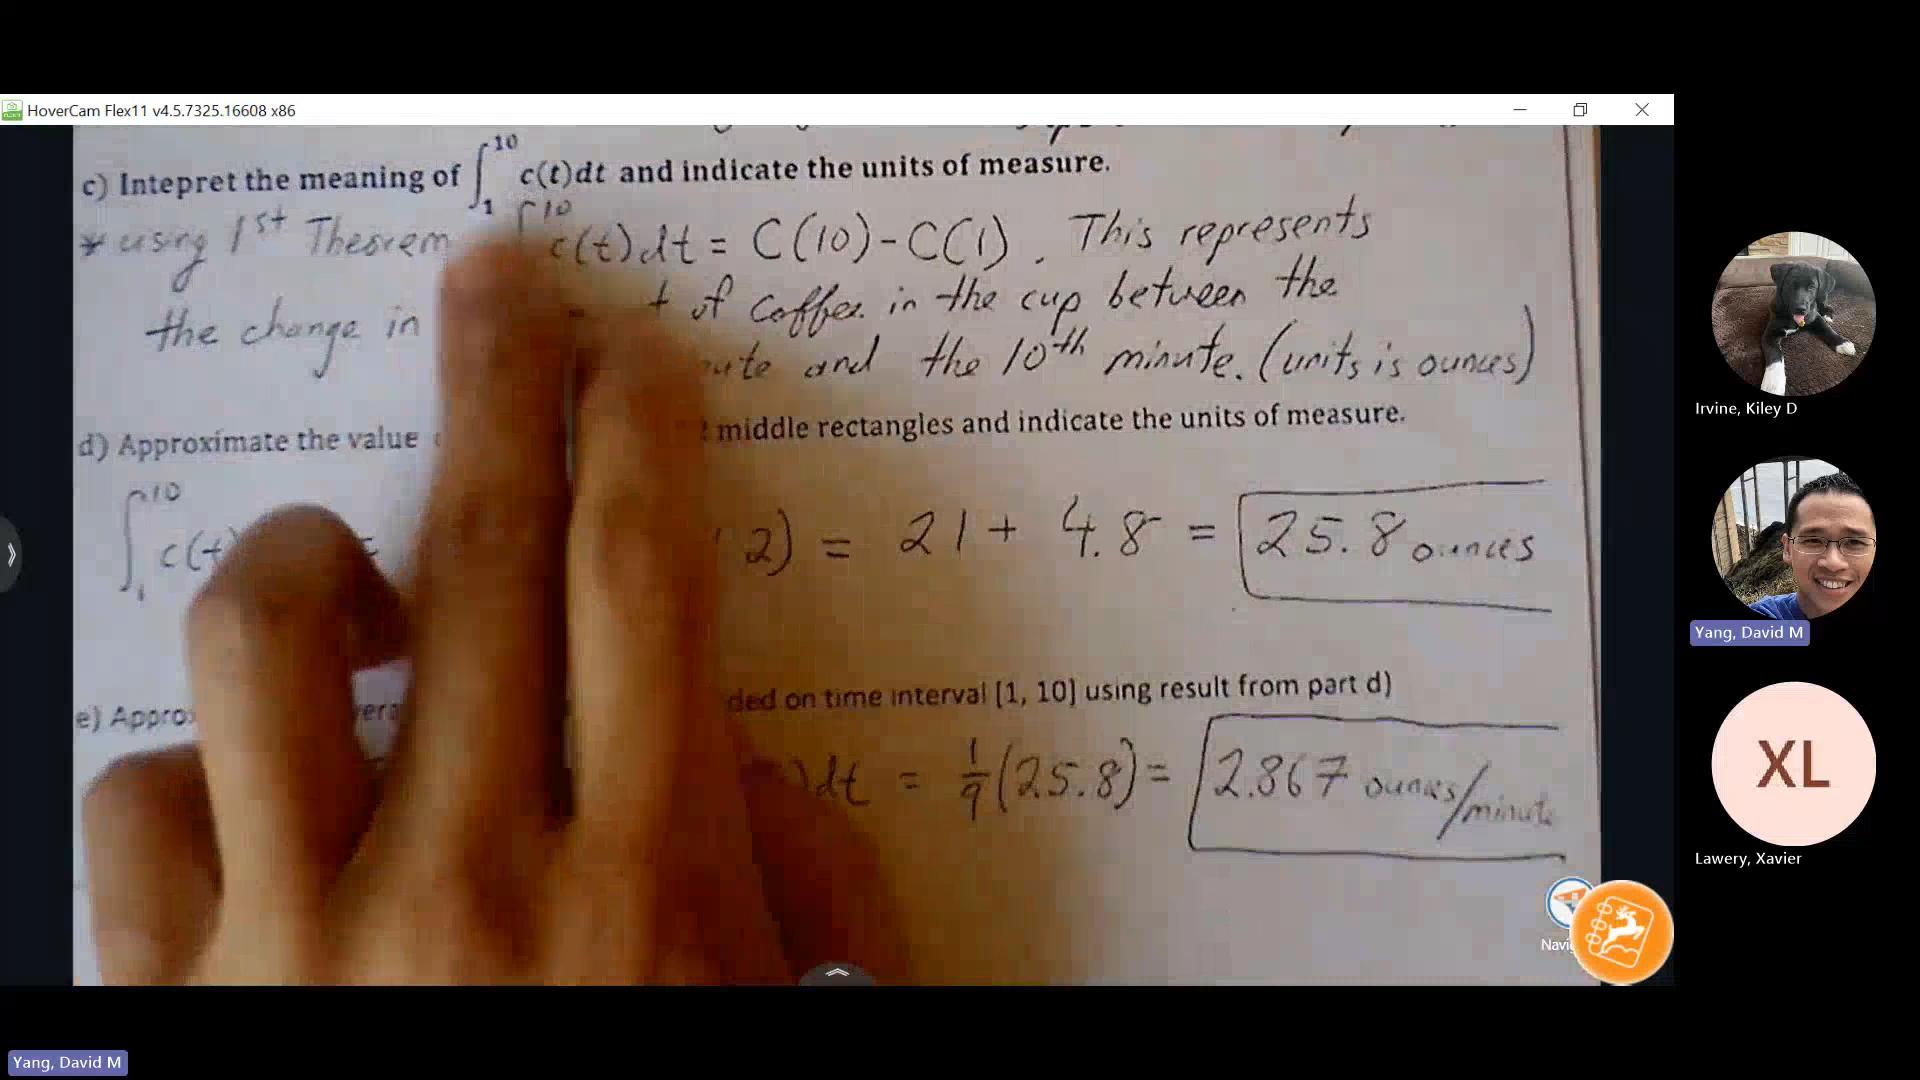 HoverCam Flex11 v4.5.7325.16608 x86
c) Intepret the meaning of ∫₁¹⁰ c(t)dt and indicate the units of measure.
* using 1st Theorem ∫¹⁰ c(t)dt = C(10) - C(1). This represents
the change in of coffee in the cup between the
and the 10th minute. (units is ounces)
d) Approximate the value middle rectangles and indicate the units of measure.
∫₁¹⁰ c(t = 2) = 21 + 4.8 = 25.8 ounces
e) on time interval [1, 10] using result from part d)
)dt = 1/9 (25.8) = 2.867 ounces/minute
Irvine, Kiley D
Yang, David M
XL
Lawery, Xavier
Yang, David M